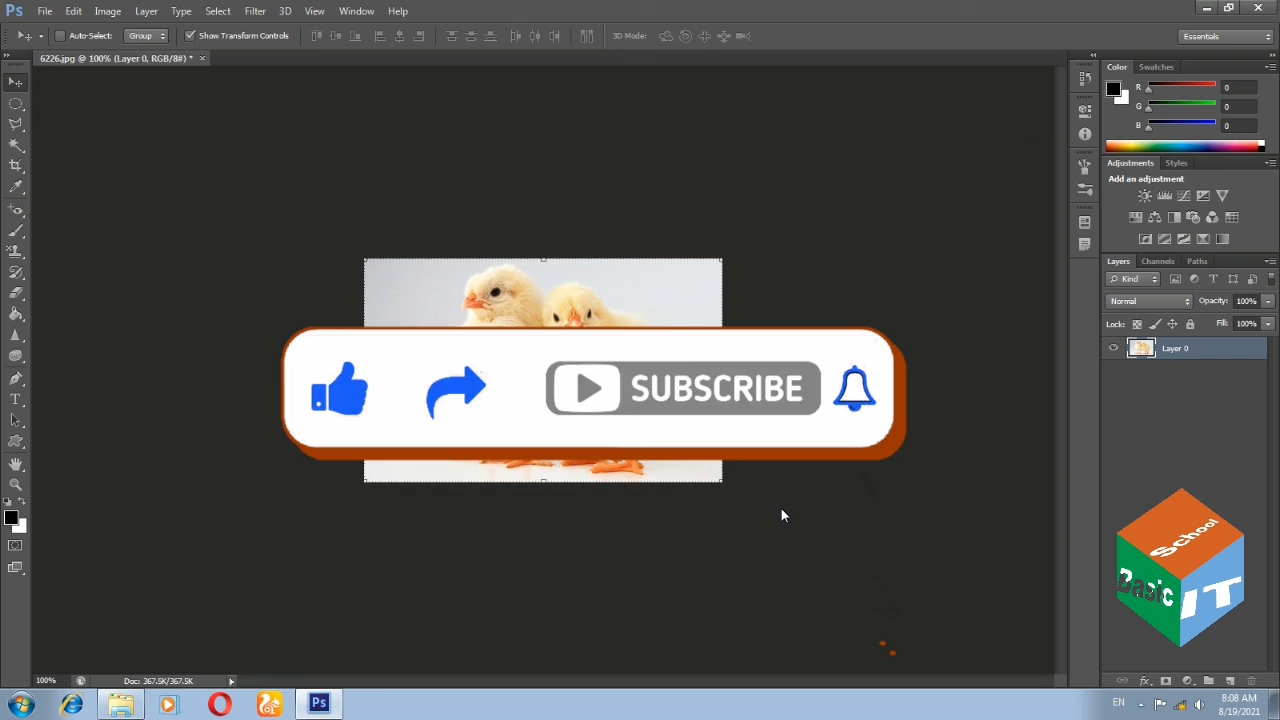 Ps File Edit Image Layer Type Select Filter 3D View Window Help
Auto-Select: Group Show Transform Controls 3D Mode: Essentials
6226.jpg @ 100% (Layer 0, RGB/8#) * ×
Color Swatches
R 0
G 0
B 0
Adjustments Styles
Add an adjustment
Layers Channels Paths
Kind
Normal Opacity: 100%
Lock: Fill: 100%
Layer 0
SUBSCRIBE
School
Basic
IT
100% Doc: 367.5K/367.5K
Ps EN 8:08 AM
8/19/2021